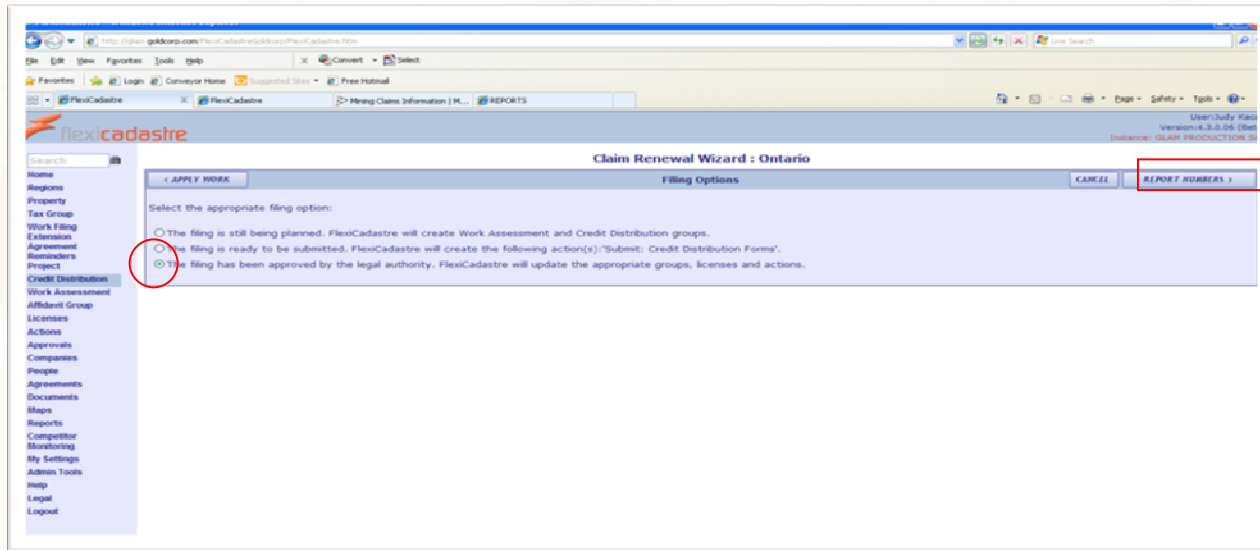 http://glam.goldcorp.com/FlexiCadastreGoldcorp/FlexiCadastre.htm
Live Search
File Edit View Favorites Tools Help
Convert Select
Favorites Login Conveyor Home Suggested Sites Free Hotmail
FlexiCadastre FlexiCadastre Mining Claims Information | M... REPORTS
Page Safety Tools
flexicadastre
User:Judy
Version:4.3.0.06
Instance: GLAM PRODUCTION
Search
Claim Renewal Wizard : Ontario
< APPLY WORK Filing Options CANCEL REPORT NUMBERS >
Select the appropriate filing option:
The filing is still being planned. FlexiCadastre will create Work Assessment and Credit Distribution groups.
The filing is ready to be submitted. FlexiCadastre will create the following action(s):"Submit: Credit Distribution Forms".
The filing has been approved by the legal authority. FlexiCadastre will update the appropriate groups, licenses and actions.
Home
Regions
Property
Tax Group
Work Filing
Extension
Agreement
Reminders
Project
Credit Distribution
Work Assessment
Affidavit Group
Licenses
Actions
Approvals
Companies
People
Agreements
Documents
Maps
Reports
Competitor
Monitoring
My Settings
Admin Tools
Help
Legal
Logout